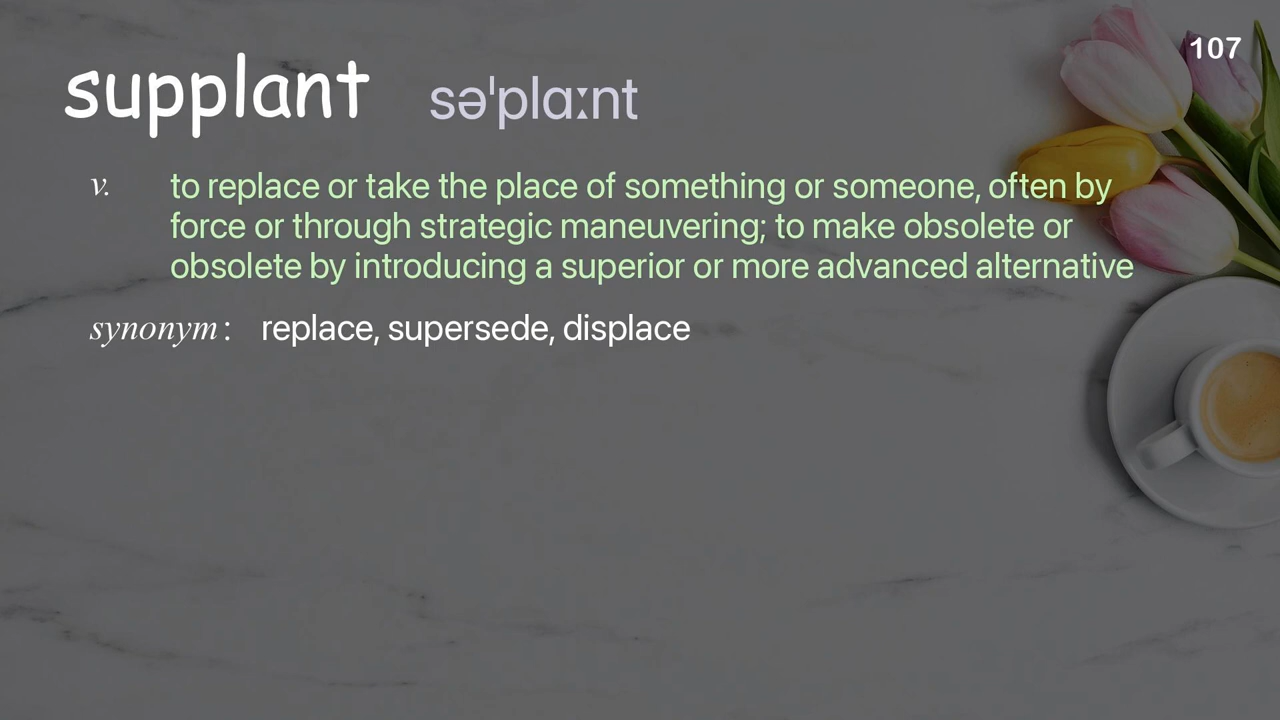 107
supplant səˈplɑːnt
v. to replace or take the place of something or someone, often by
force or through strategic maneuvering; to make obsolete or
obsolete by introducing a superior or more advanced alternative
synonym: replace, supersede, displace